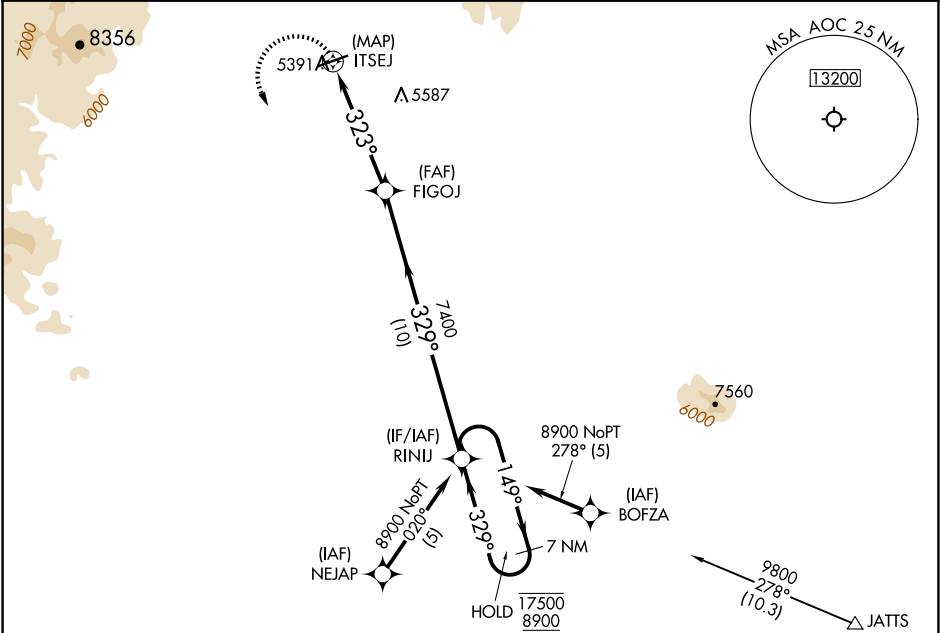 7000
8356
6000
5391
(MAP)
ITSEJ
5587
323°
(FAF)
FIGOJ
MSA AOC 25 NM
13200
7400
329°
(10)
(IF/IAF)
RINIJ
149°
329°
8900 NoPT
020°
(5)
(IAF)
NEJAP
7560
6000
8900 NoPT
278° (5)
(IAF)
BOFZA
7 NM
HOLD
17500
8900
9800
278°
(10.3)
JATTS